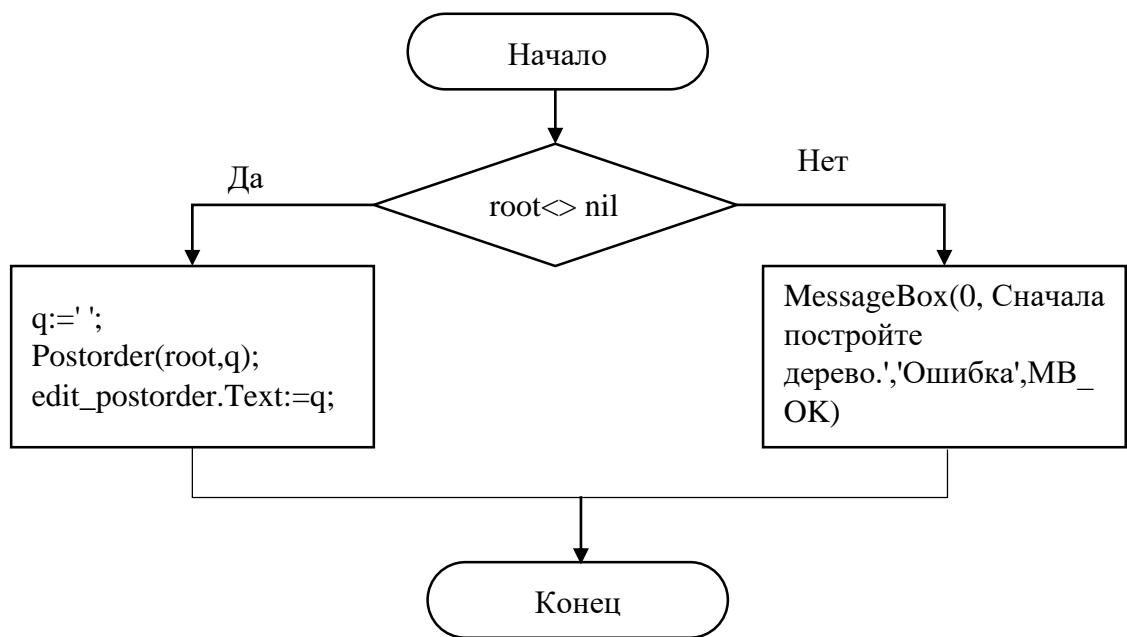 Начало
Да
Нет
root<> nil
q:=' ';
Postorder(root,q);
edit_postorder.Text:=q;
MessageBox(0, Сначала
постройте
дерево.','Ошибка',MB_
OK)
Конец